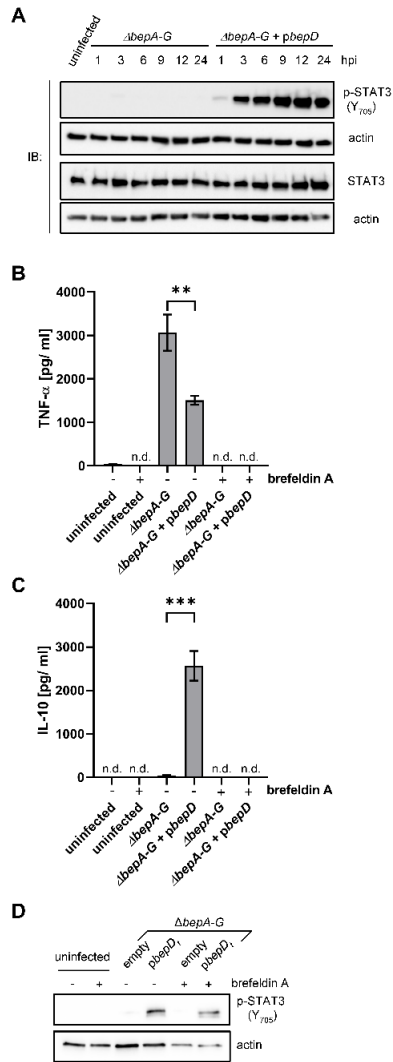 A
uninfected
ΔbepA-G
ΔbepA-G + pbepD
1 3 6 9 12 24 1 3 6 9 12 24 hpi
IB:
p-STAT3
(Y705)
actin
STAT3
actin
B
TNF-α [pg/ ml]
4000
3000
2000
1000
0
**
n.d. n.d. n.d.
- + - - + + brefeldin A
uninfected
uninfected
ΔbepA-G
ΔbepA-G + pbepD
ΔbepA-G
ΔbepA-G + pbepD
C
IL-10 [pg/ ml]
4000
3000
2000
1000
0
***
n.d. n.d. n.d. n.d.
- + - - + + brefeldin A
uninfected
uninfected
ΔbepA-G
ΔbepA-G + pbepD
ΔbepA-G
ΔbepA-G + pbepD
D
ΔbepA-G
uninfected
empty
pbepDt
empty
pbepDt
- + - - + + brefeldin A
p-STAT3
(Y705)
actin